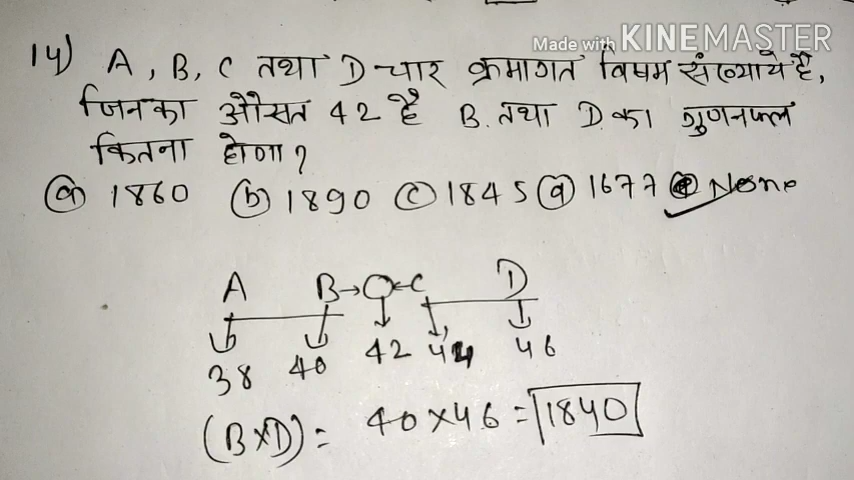 Made with KINEMASTER
14) A, B, C तथा D चार क्रमागत विषम संख्याये है,
जिनका औसत 42 है B. तथा D. का गुणनफल
कितना होगा?
(a) 1860 (b) 1890 (c) 1845 (d) 1677 (e) None
A B→○←C D
38 40 42 44 46
(B×D) = 40×46 = 1840